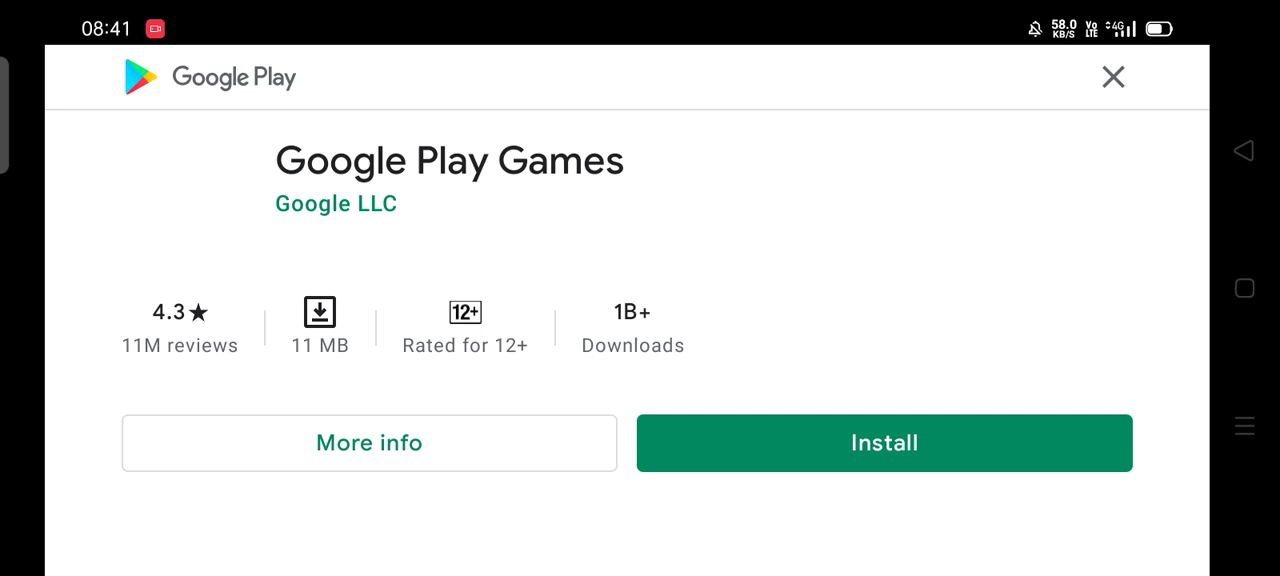 08:41
58.0 KB/S Vo LTE 4G
Google Play
Google Play Games
Google LLC
4.3★ 12+ 1B+
11M reviews 11 MB Rated for 12+ Downloads
More info Install